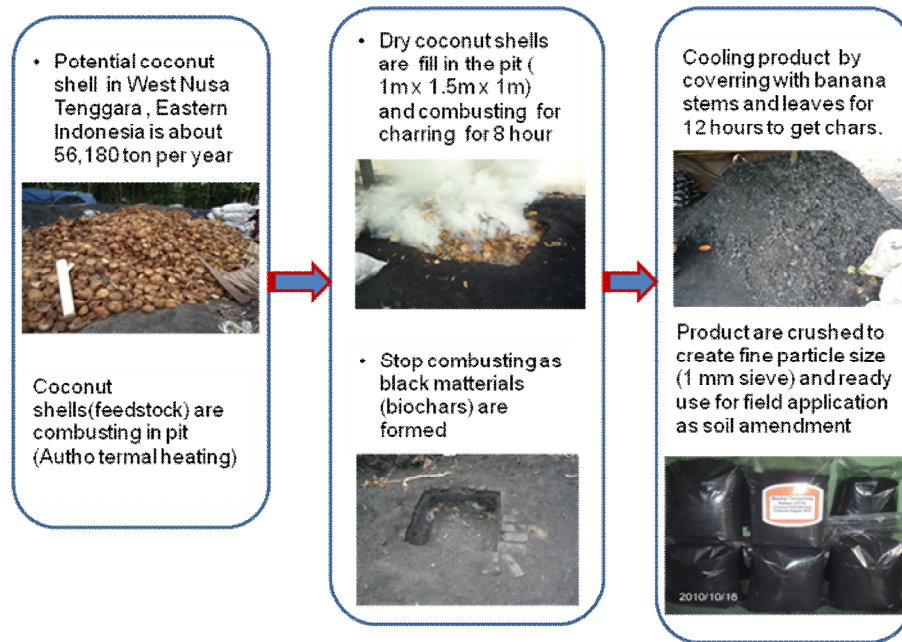 • Potential coconut
shell in West Nusa
Tenggara , Eastern
Indonesia is about
56,180 ton per year
Coconut
shells(feedstock) are
combusting in pit
(Autho termal heating)
• Dry coconut shells
are fill in the pit (
1m x 1.5m x 1m)
and combusting for
charring for 8 hour
• Stop combusting as
black matterials
(biochars) are
formed
Cooling product by
coverring with banana
stems and leaves for
12 hours to get chars.
Product are crushed to
create fine particle size
(1 mm sieve) and ready
use for field application
as soil amendment
2010/10/16